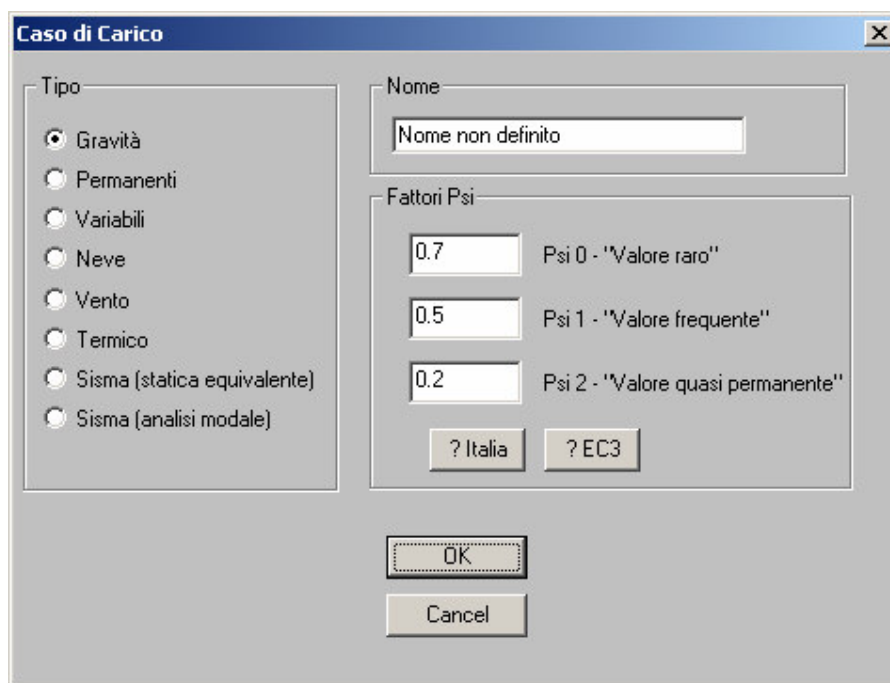 Caso di Carico
Tipo
Gravità
Permanenti
Variabili
Neve
Vento
Termico
Sisma (statica equivalente)
Sisma (analisi modale)
Nome
Nome non definito
Fattori Psi
0.7 Psi 0 - "Valore raro"
0.5 Psi 1 - "Valore frequente"
0.2 Psi 2 - "Valore quasi permanente"
? Italia ? EC3
OK
Cancel